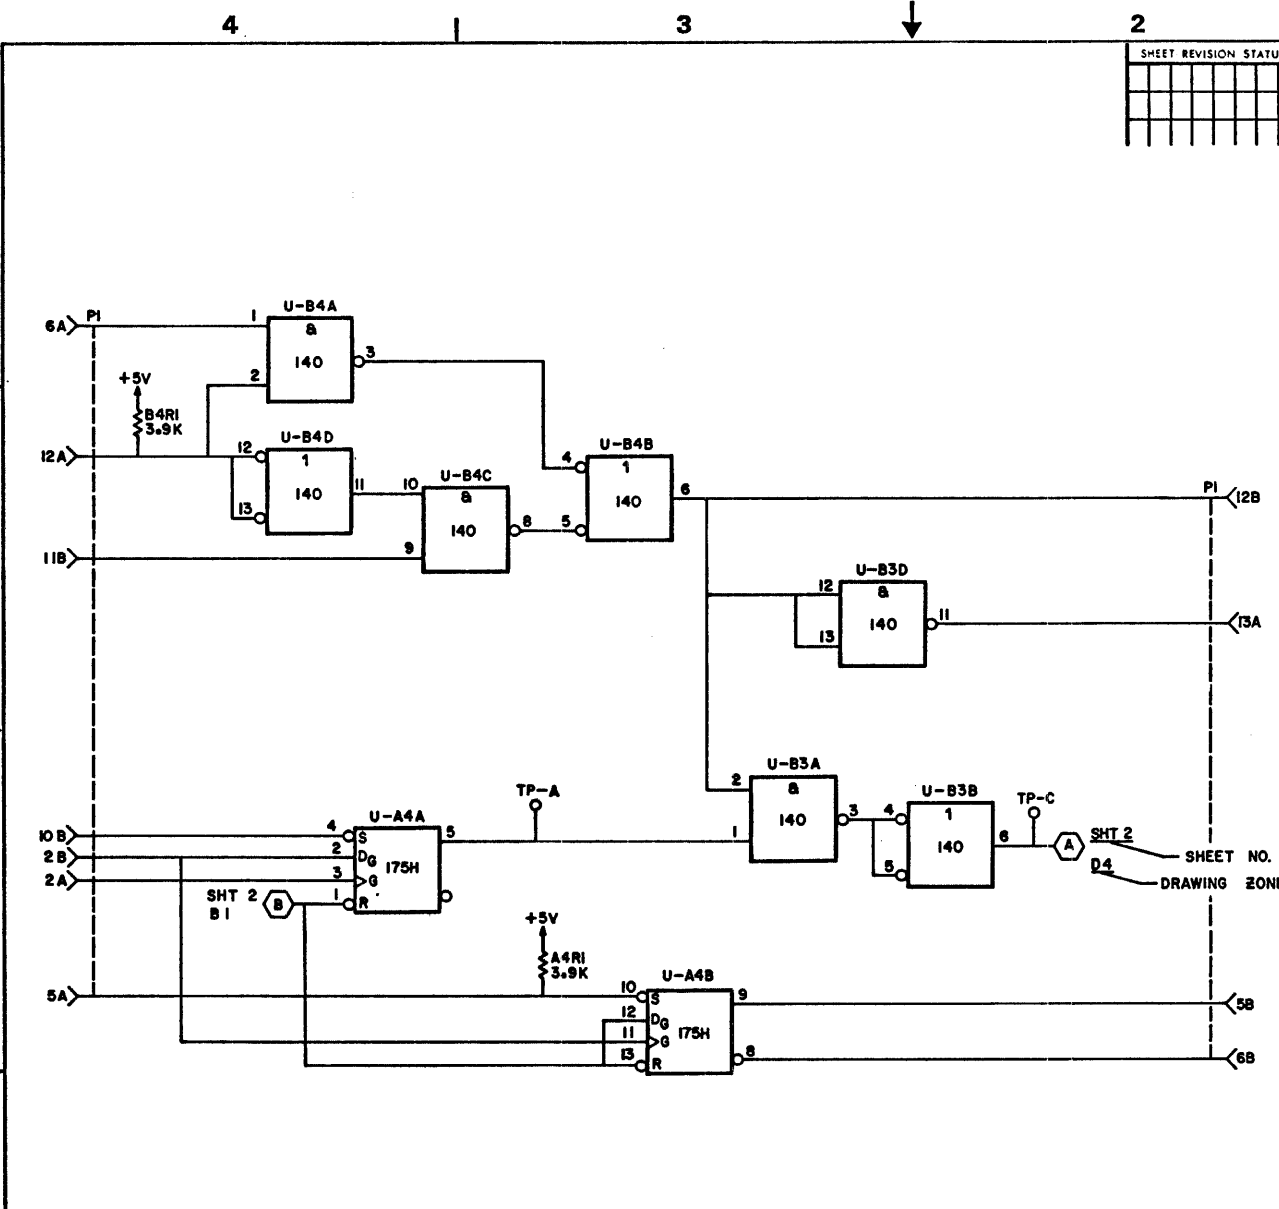 4 3 2
SHEET REVISION STATU
U-B4A
6A P1 1 & 3
140
2
+5V
B4R1
3.9K
U-B4D
12A 12 1 11
140
13
U-B4C
10 & 8
140
9
11B
U-B4B
4 1 6
140
5
P1 12B
U-B3D
12 & 11
140
13
13A
U-B3A
2 & 3
140
1
U-B3B
4 1 6
140
5
TP-C
A SHT 2
SHEET NO.
D4
DRAWING ZONE
TP-A
U-A4A
10B 4 S 5
2B 2 DG
175H
2A 3 G
SHT 2 B 1 R
B1
+5V
A4R1
3.9K
U-A4B
5A 10 S 9 5B
12 DG
175H
11 G
13 R 8 6B